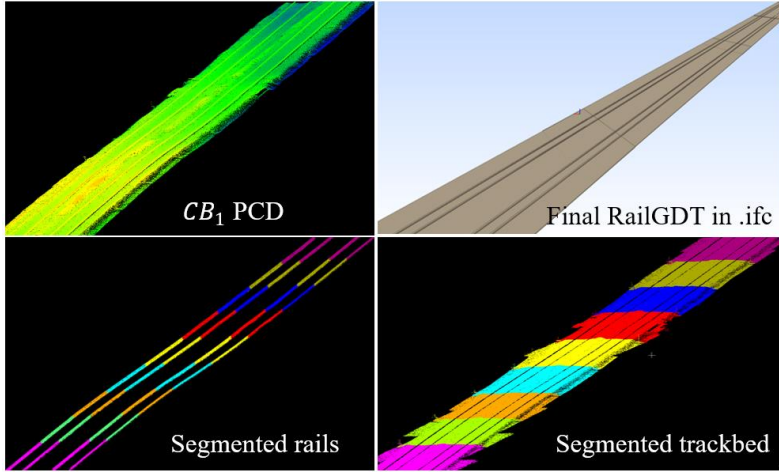 CB₁ PCD
Final RailGDT in .ifc
Segmented rails
Segmented trackbed